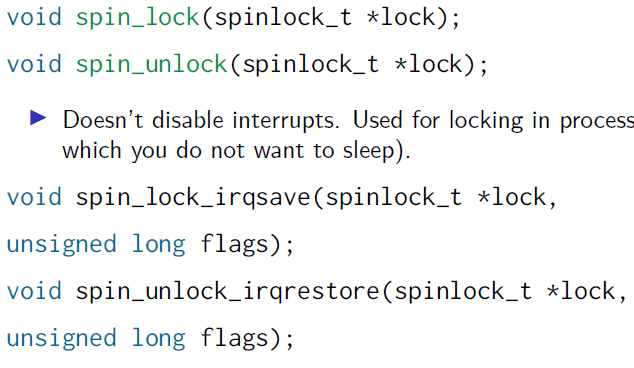 void spin_lock(spinlock_t *lock);
void spin_unlock(spinlock_t *lock);
Doesn't disable interrupts. Used for locking in process
which you do not want to sleep).
void spin_lock_irqsave(spinlock_t *lock,
unsigned long flags);
void spin_unlock_irqrestore(spinlock_t *lock,
unsigned long flags);